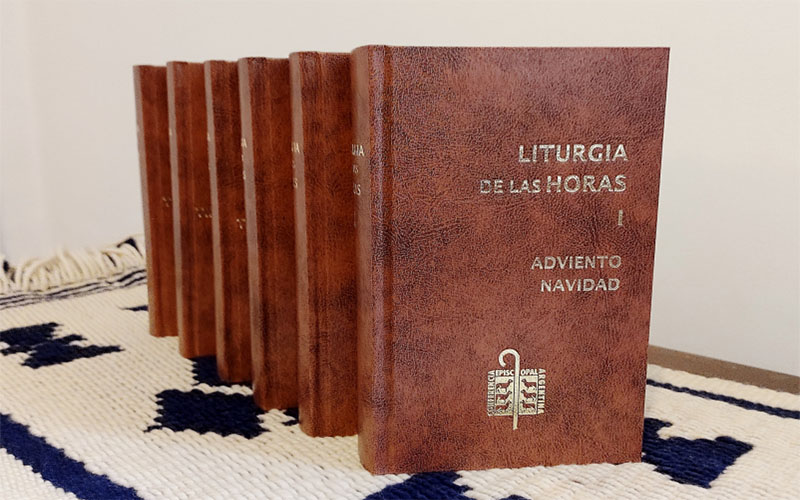 LITURGIA
DE LAS HORAS
I
ADVIENTO
NAVIDAD
CONFERENCIA
EPISCOPAL
ARGENTINA